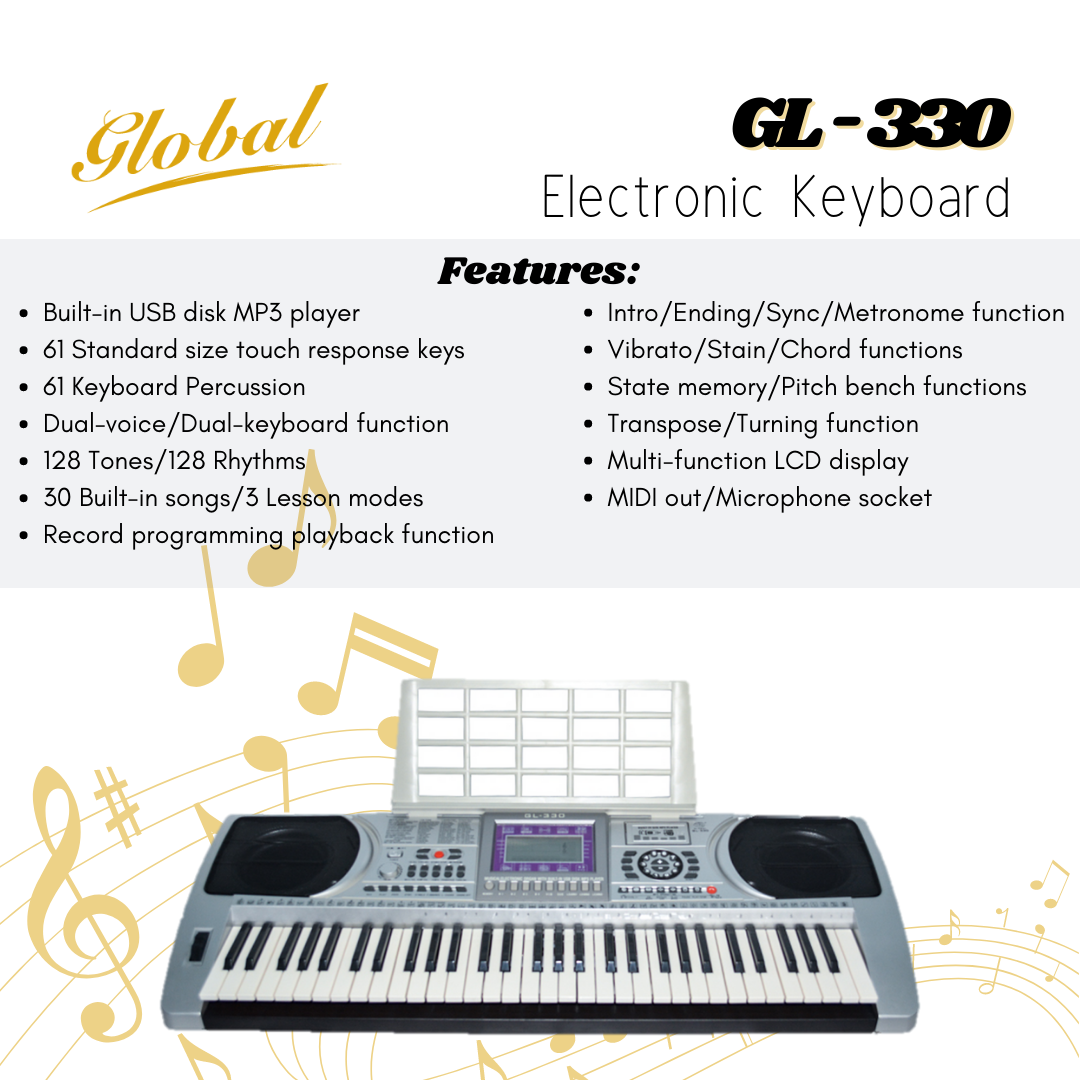 Global
GL - 330
Electronic Keyboard
Features:
• Built-in USB disk MP3 player
• 61 Standard size touch response keys
• 61 Keyboard Percussion
• Dual-voice/Dual-keyboard function
• 128 Tones/128 Rhythms
• 30 Built-in songs/3 Lesson modes
• Record programming playback function
• Intro/Ending/Sync/Metronome function
• Vibrato/Stain/Chord functions
• State memory/Pitch bench functions
• Transpose/Turning function
• Multi-function LCD display
• MIDI out/Microphone socket
GL-330